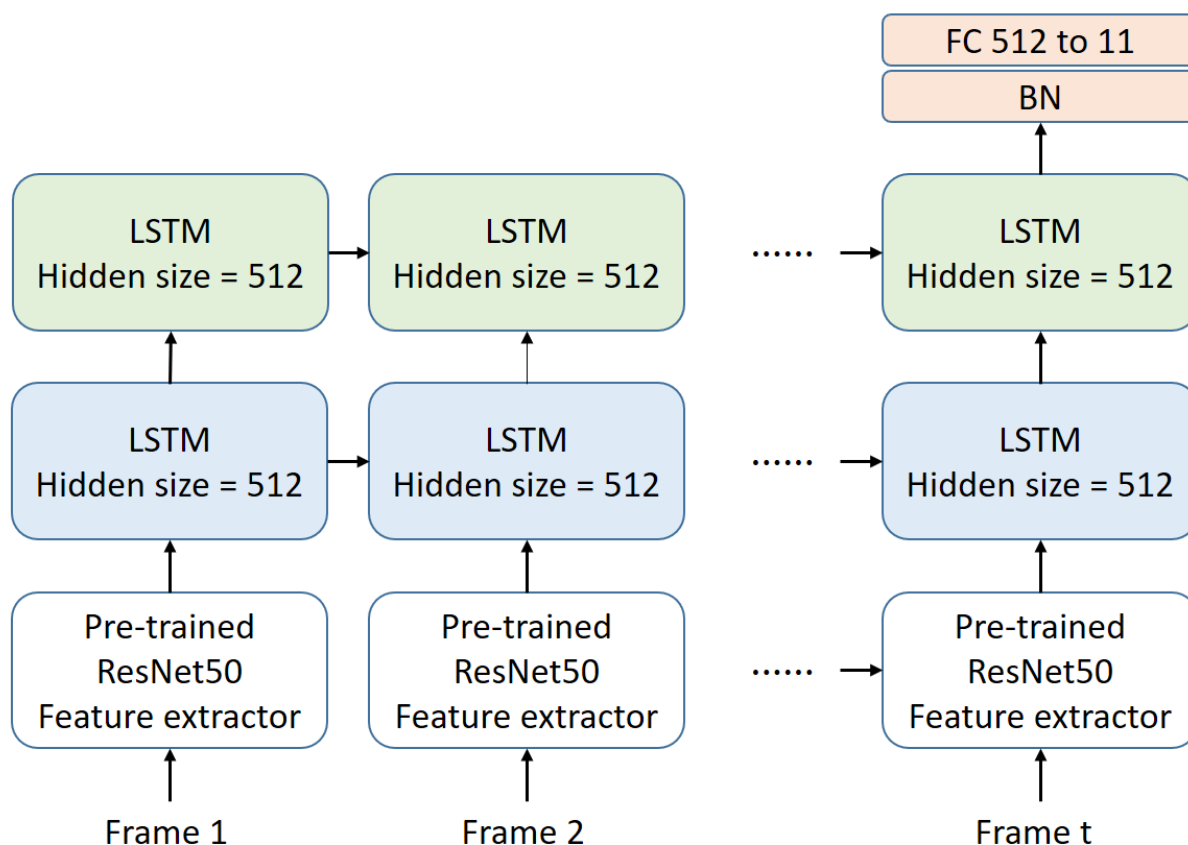 FC 512 to 11
BN
LSTM
Hidden size = 512
LSTM
Hidden size = 512
......
LSTM
Hidden size = 512
LSTM
Hidden size = 512
LSTM
Hidden size = 512
......
LSTM
Hidden size = 512
Pre-trained
ResNet50
Feature extractor
Pre-trained
ResNet50
Feature extractor
......
Pre-trained
ResNet50
Feature extractor
Frame 1
Frame 2
Frame t